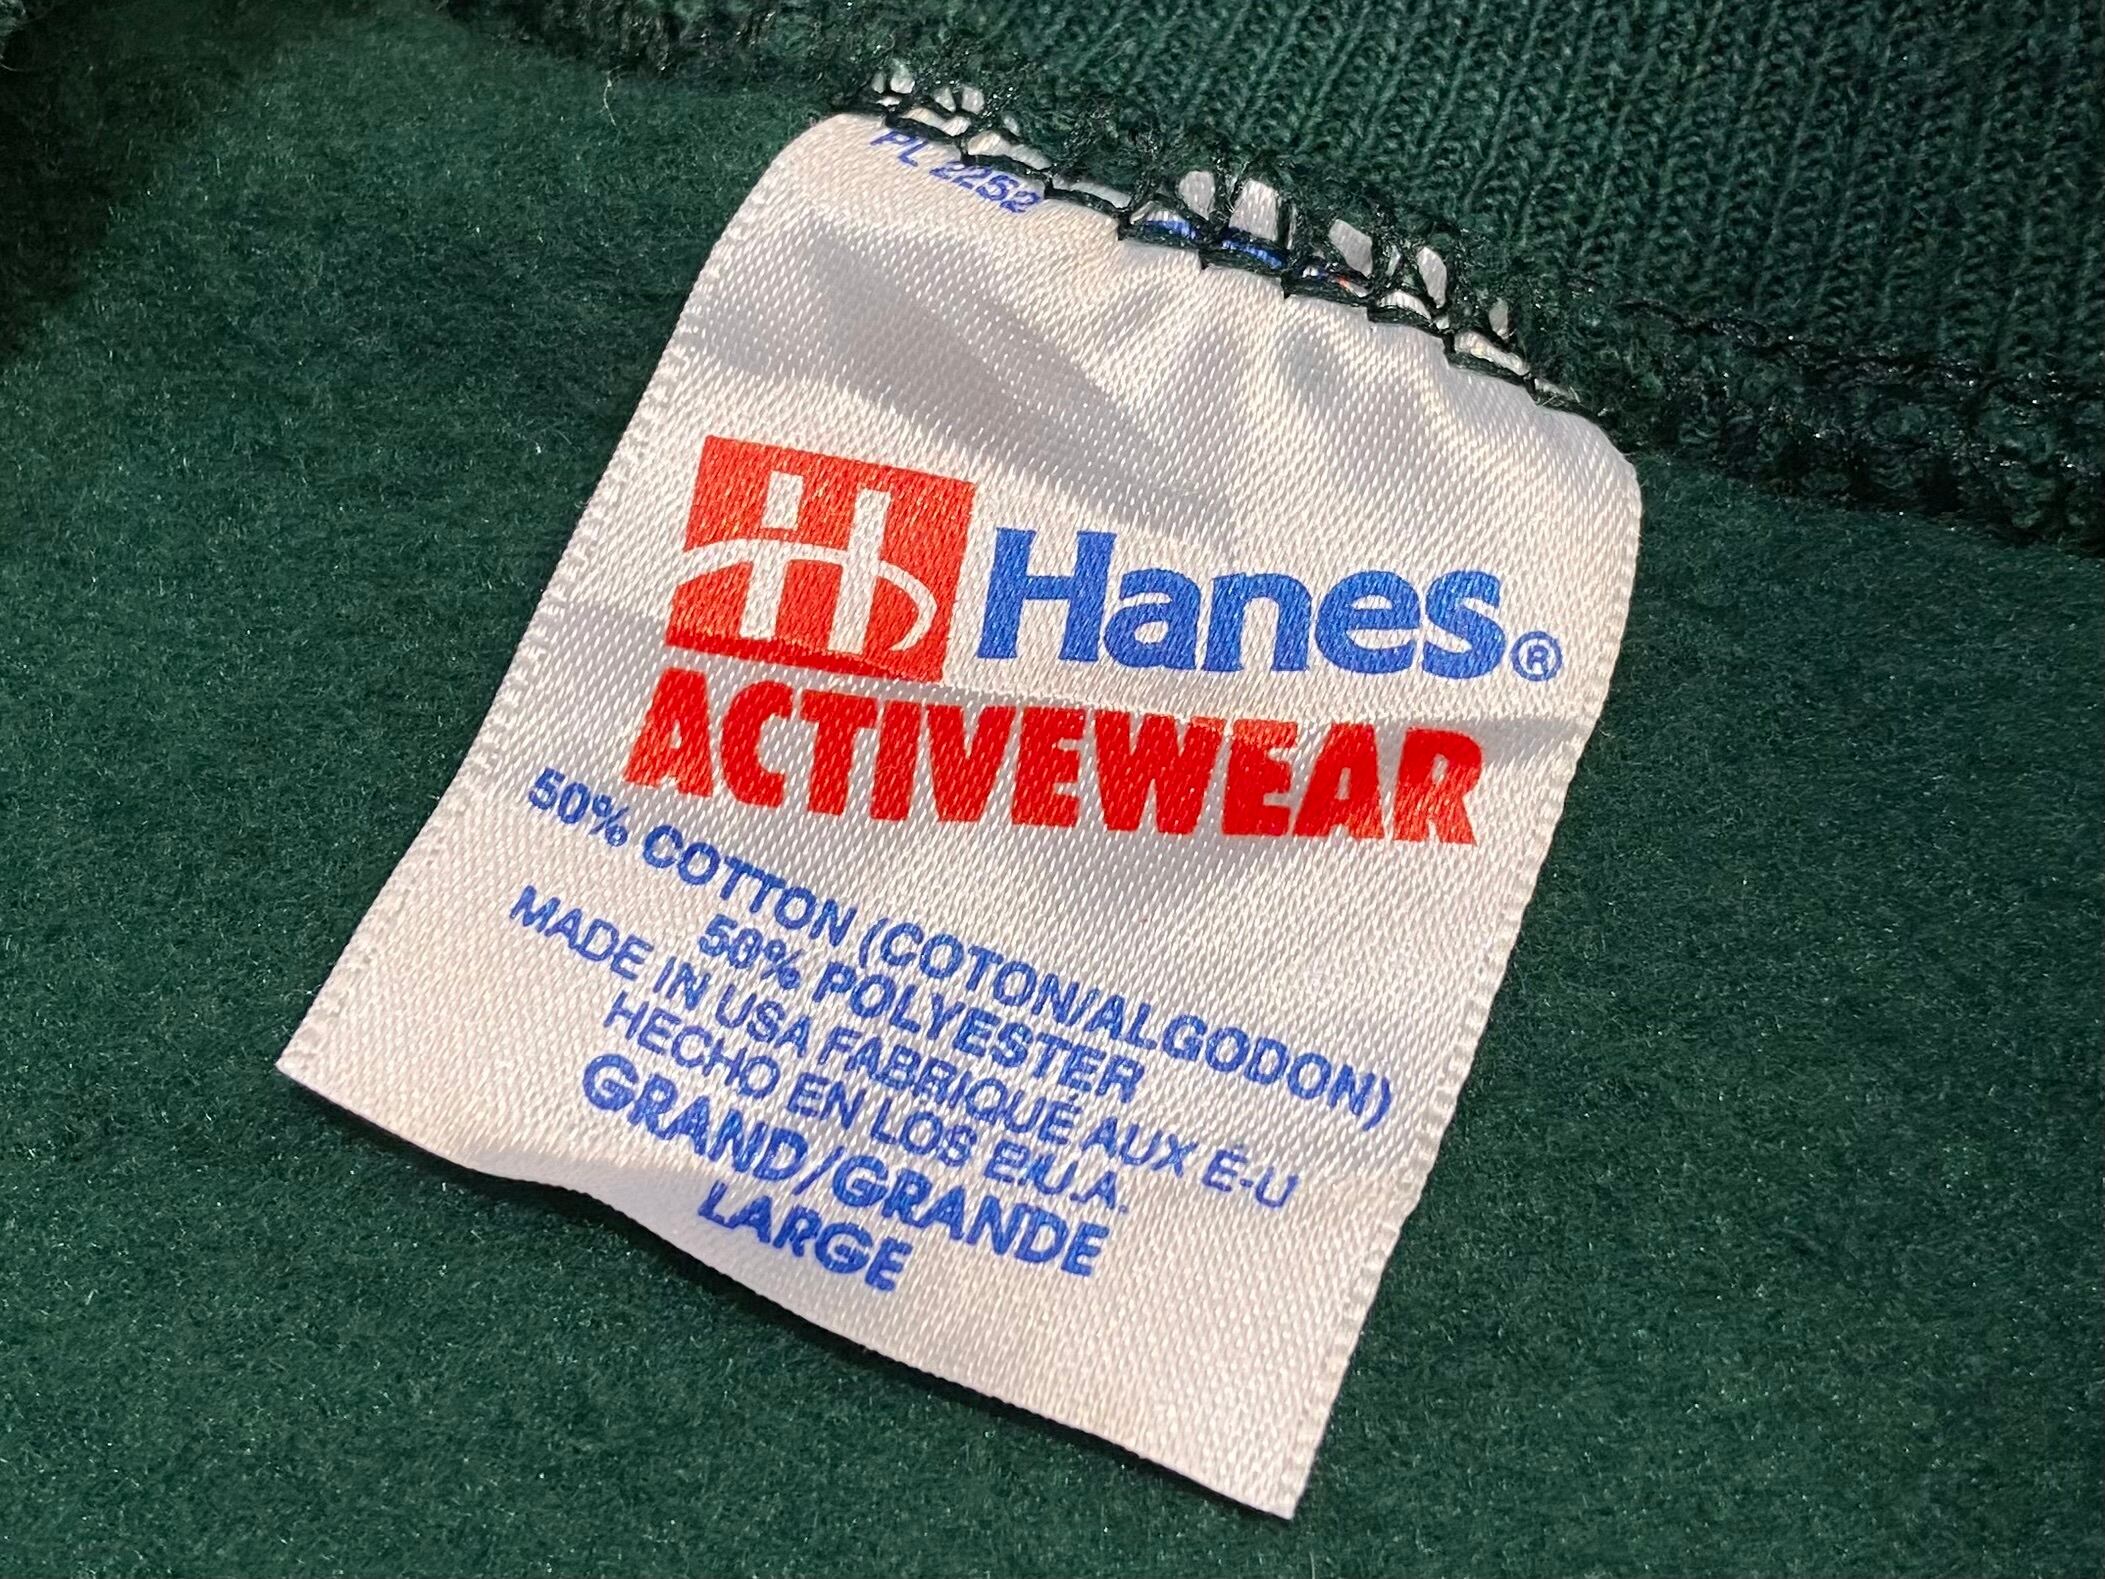 PL 2252
Hanes®
ACTIVEWEAR
50% COTTON (COTON/ALGODON)
50% POLYESTER
MADE IN USA FABRIQUÉ AUX É-U
HECHO EN LOS E.U.A.
GRAND/GRANDE
LARGE